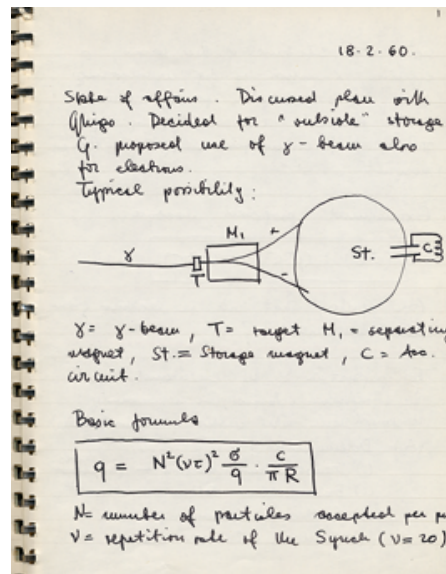 1
18.2.60.
State of affairs. Discussed plan with
Ghigo. Decided for "outside" storage
G. proposed use of γ-beam also
for electrons.
Typical possibility:
γ T M₁ + - St. C
γ = γ-beam, T = target M₁ = separating
magnet, St. = Storage magnet, C = Acc.
circuit.
Basic formula
q = N²(ντ)² σ/q · c/πR
N = number of particles accepted per
ν = repetition rate of the Synch (ν=20)